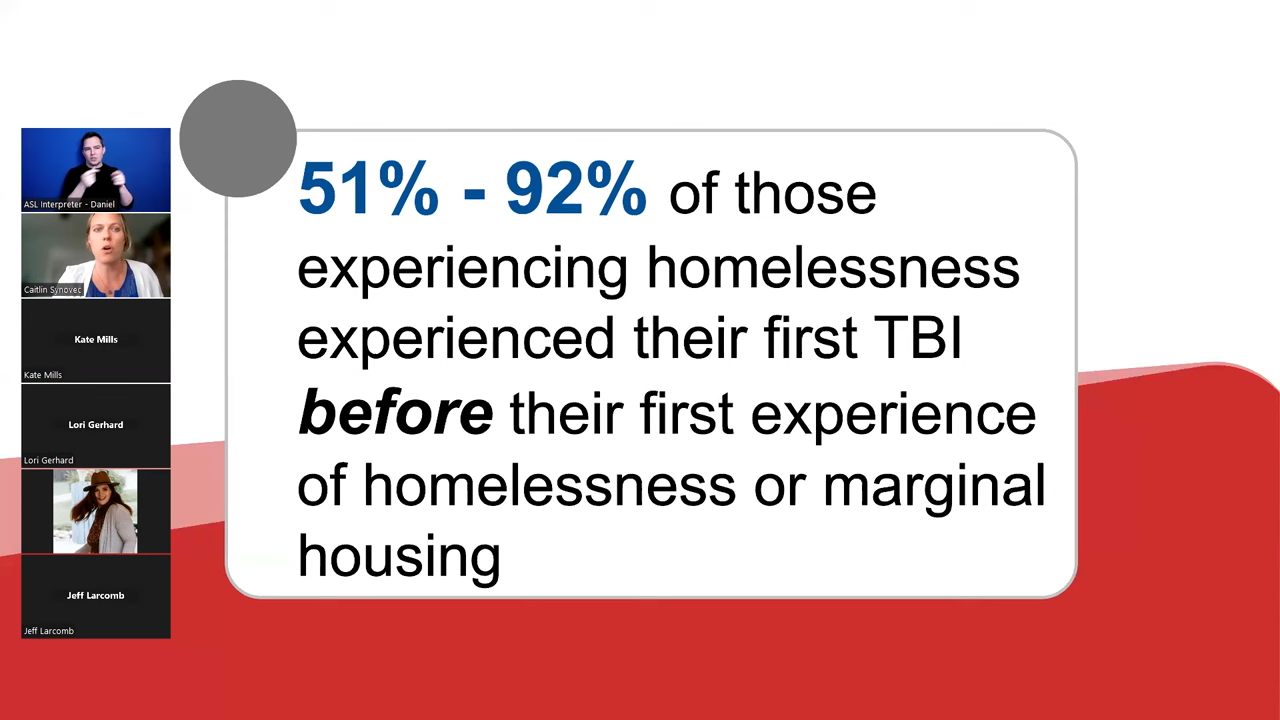 ASL Interpreter - Daniel
Caitlin Synovec
Kate Mills
Kate Mills
Lori Gerhard
Lori Gerhard
Jeff Larcomb
Jeff Larcomb
51% - 92% of those
experiencing homelessness
experienced their first TBI
before their first experience
of homelessness or marginal
housing